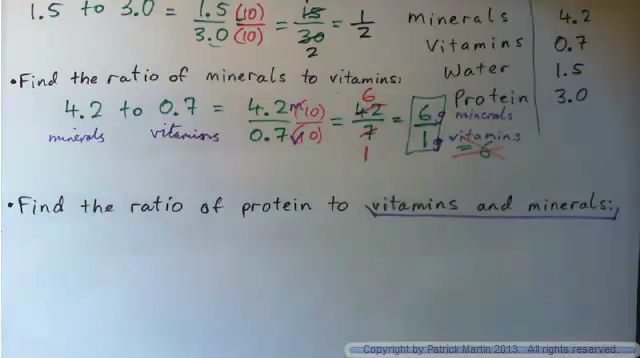 1.5 to 3.0 = 1.5(10)/3.0(10) = 15/30 2 = 1/2
minerals 4.2
Vitamins 0.7
Water 1.5
Protein 3.0
•Find the ratio of minerals to vitamins:
4.2 to 0.7 = 4.2(10)/0.7(10) = 6 42/7 1 = 6g minerals/1g vitamins
minerals vitamins
= 6
•Find the ratio of protein to vitamins and minerals:
Copyright by Patrick Martin 2013. All rights reserved.